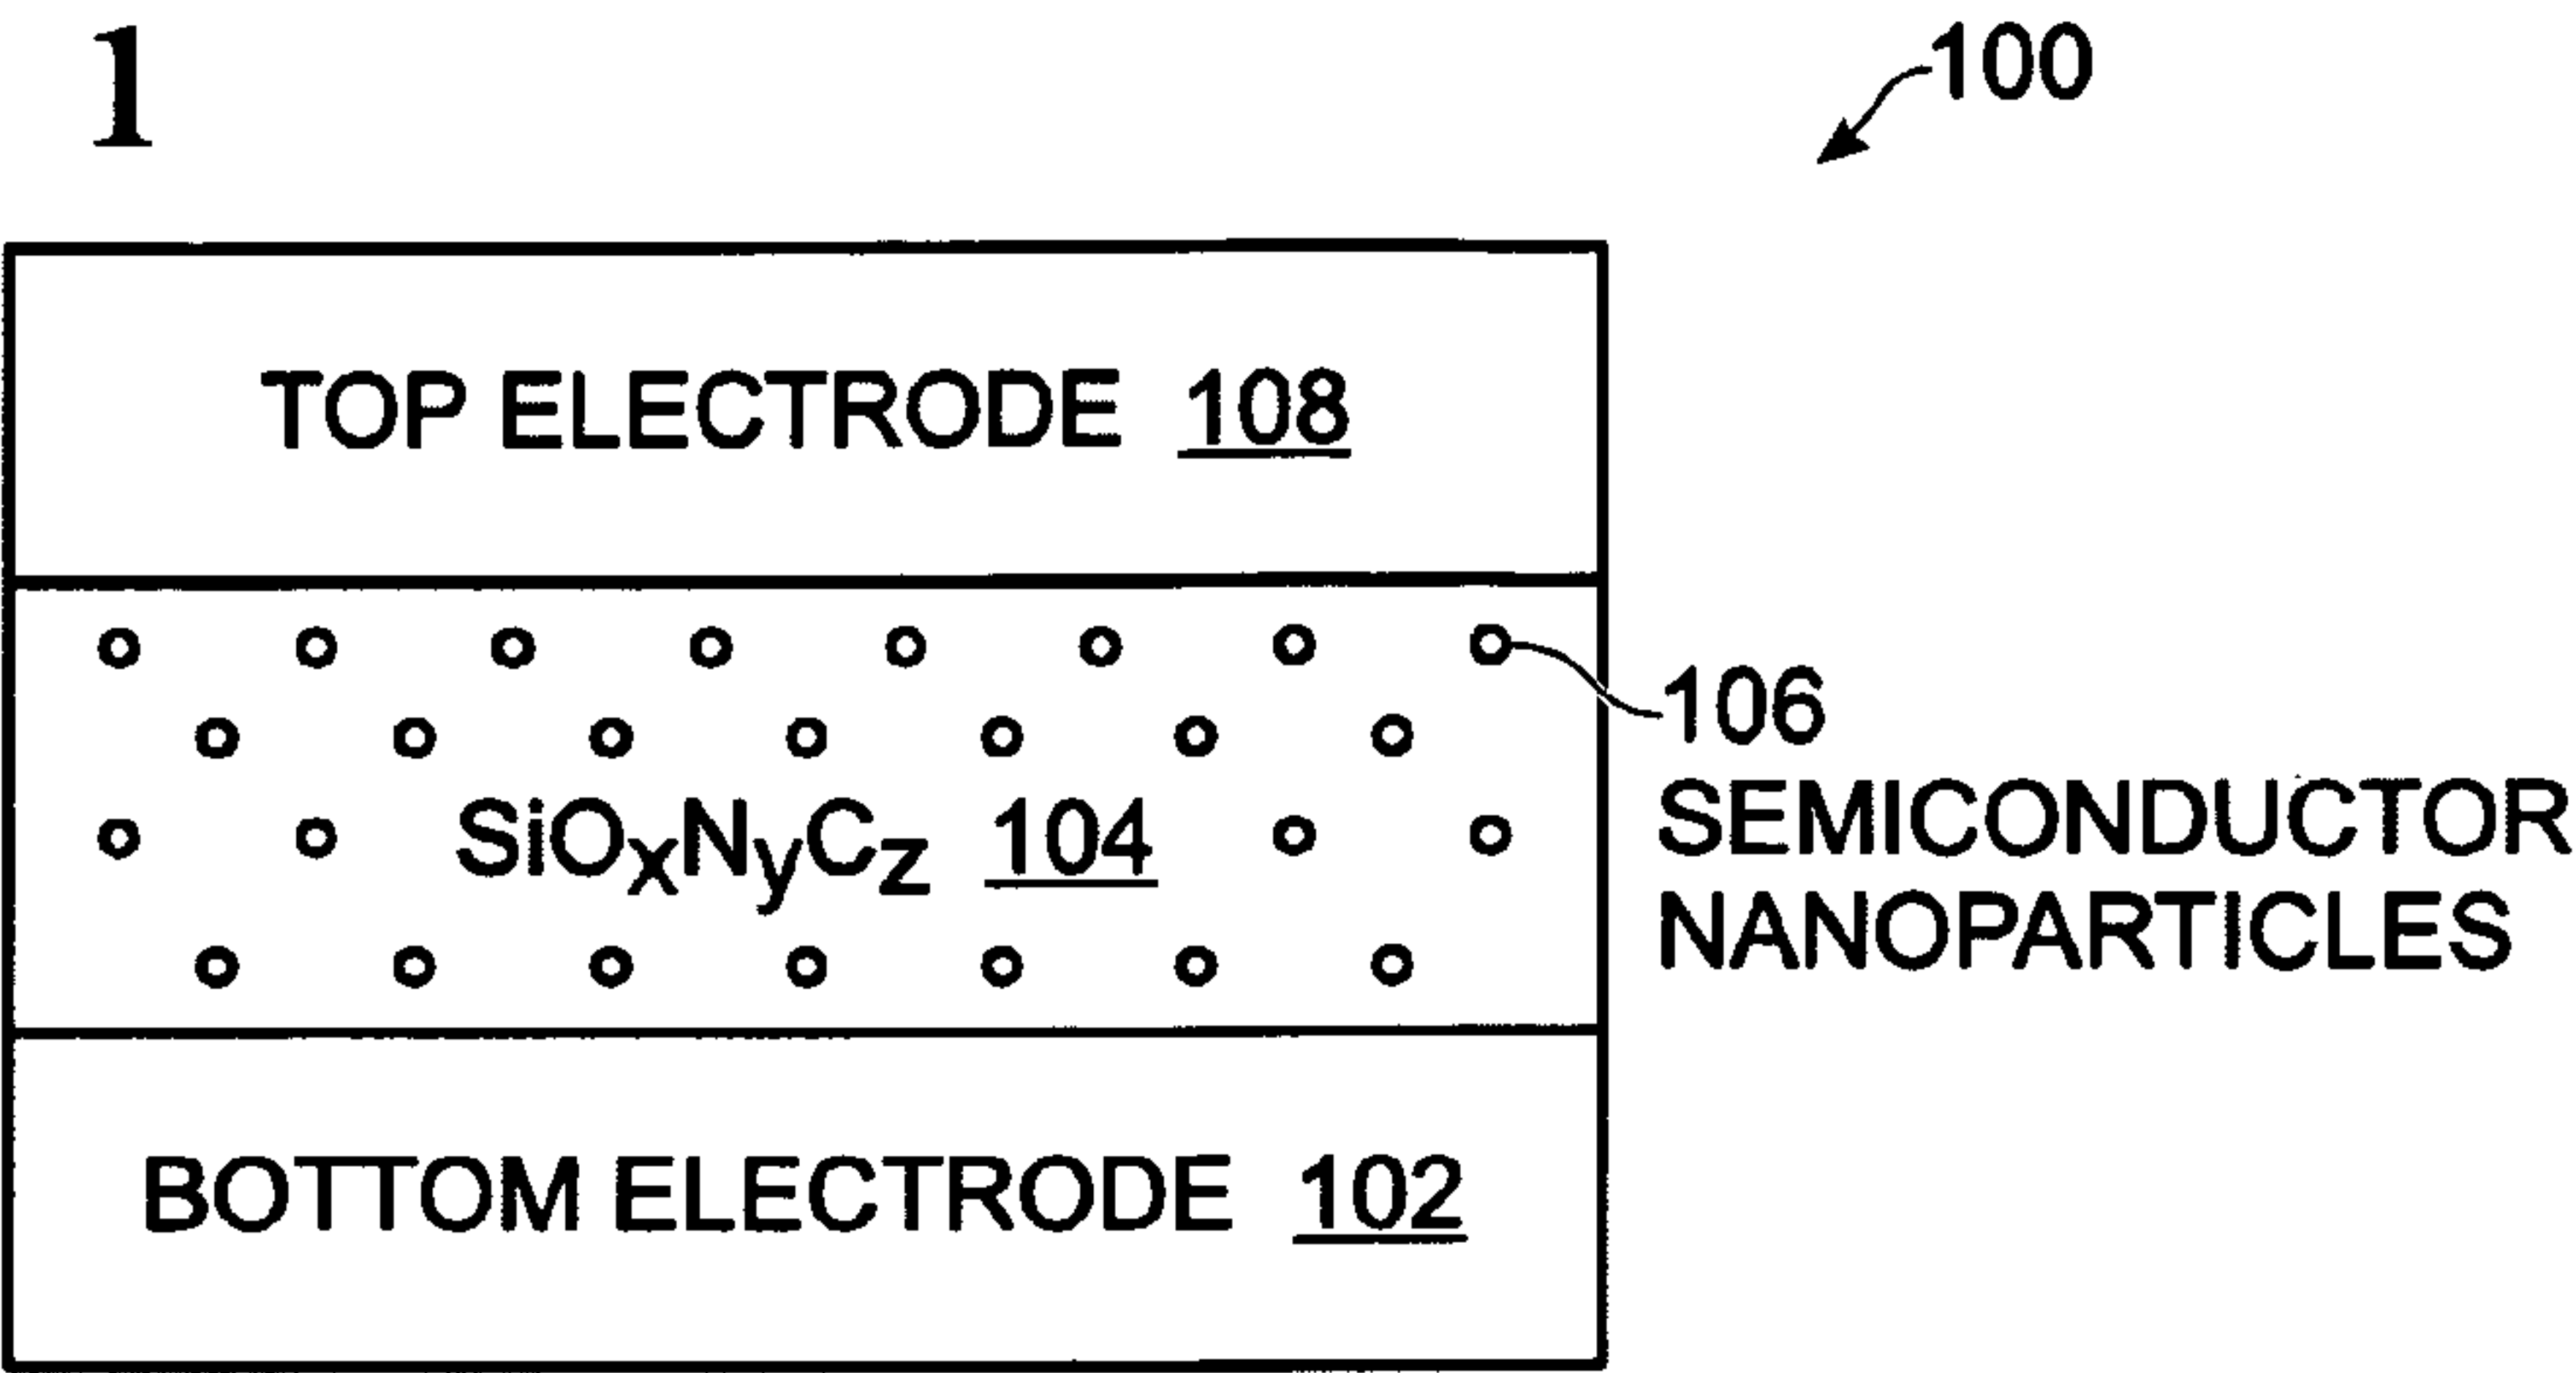 1
100
TOP ELECTRODE 108
106
SEMICONDUCTOR
NANOPARTICLES
SiOxNyCz 104
BOTTOM ELECTRODE 102